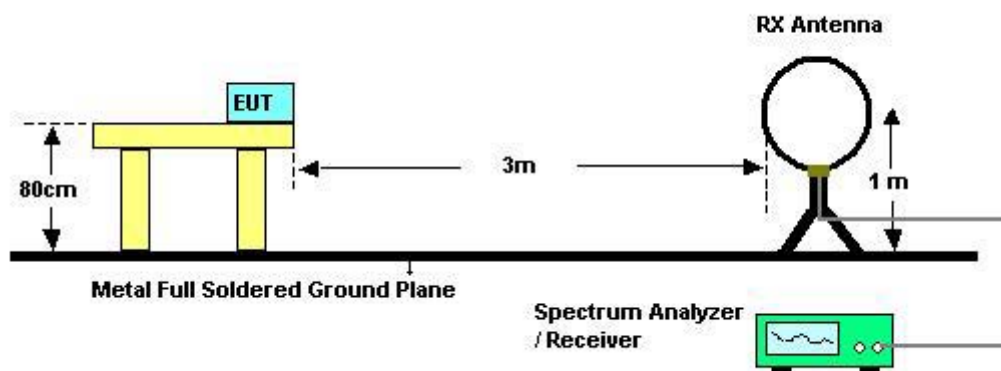 RX Antenna
EUT
3m
80cm
1 m
Metal Full Soldered Ground Plane
Spectrum Analyzer
/ Receiver